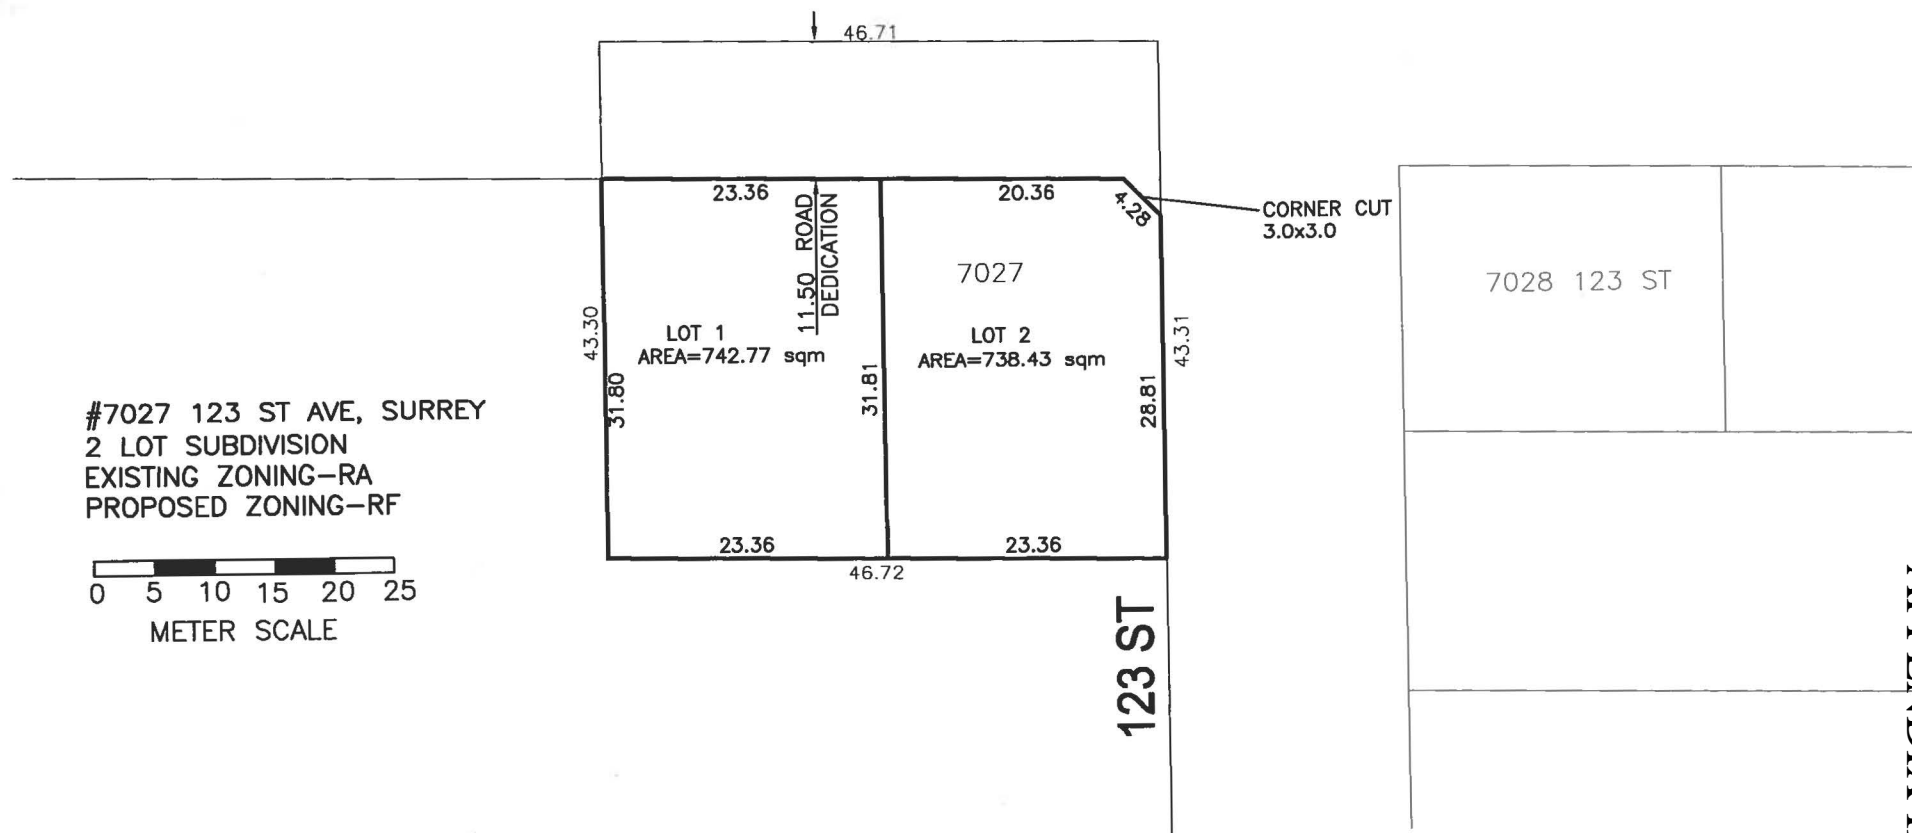 46.71
23.36
20.36
4.28
CORNER CUT
3.0x3.0
11.50 ROAD
DEDICATION
7027
7028 123 ST
43.30
LOT 1
AREA=742.77 sqm
LOT 2
AREA=738.43 sqm
43.31
31.80
31.81
28.81
#7027 123 ST AVE, SURREY
2 LOT SUBDIVISION
EXISTING ZONING-RA
PROPOSED ZONING-RF
23.36
23.36
46.72
0 5 10 15 20 25
METER SCALE
123 ST